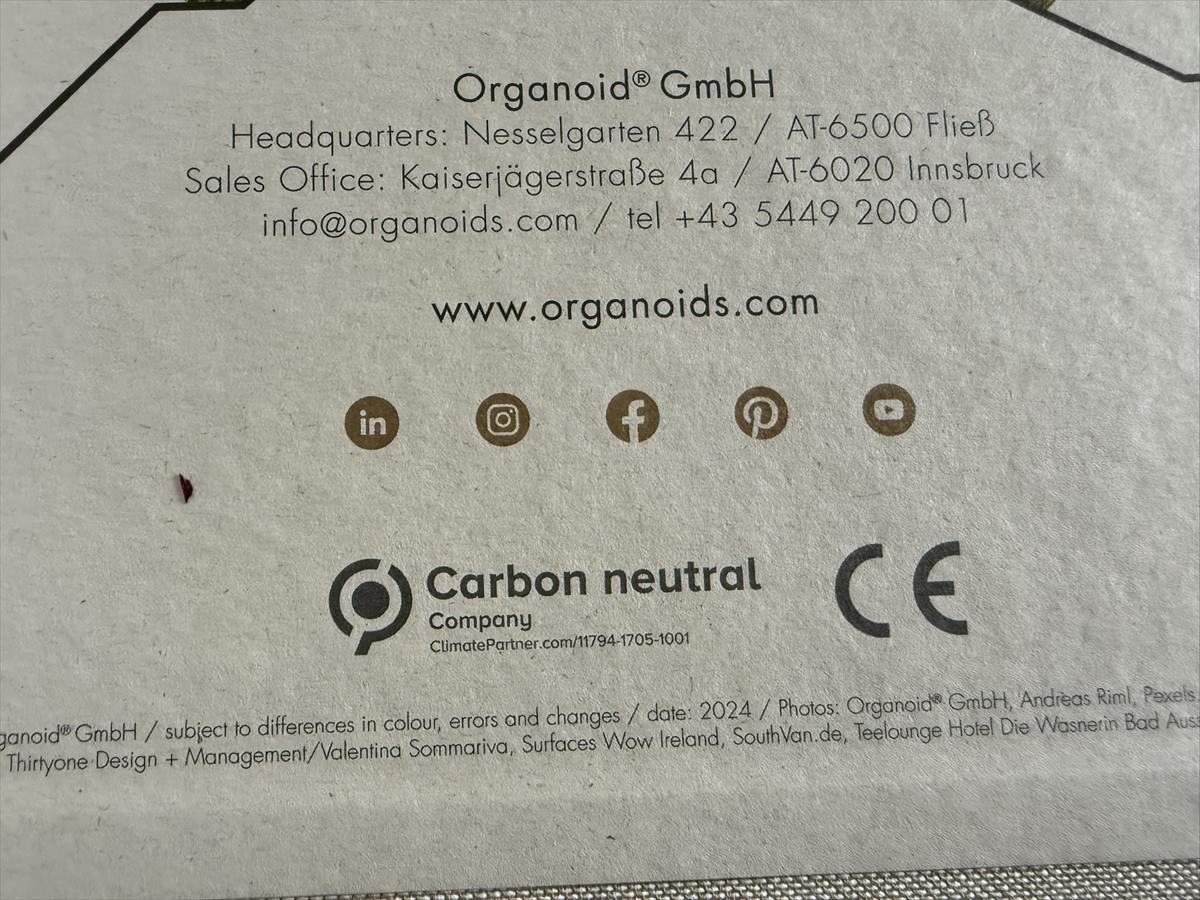 Organoid® GmbH
Headquarters: Nesselgarten 422 / AT-6500 Fließ
Sales Office: Kaiserjägerstraße 4a / AT-6020 Innsbruck
info@organoids.com / tel +43 5449 200 01
www.organoids.com
in
Carbon neutral
Company
ClimatePartner.com/11794-1705-1001
CE
ganoid® GmbH / subject to differences in colour, errors and changes / date: 2024 / Photos: Organoid® GmbH, Andreas Riml, Pexels
Thirtyone Design + Management/Valentina Sommariva, Surfaces Wow Ireland, SouthVan.de, Teelounge Hotel Die Wasnerin Bad Auss